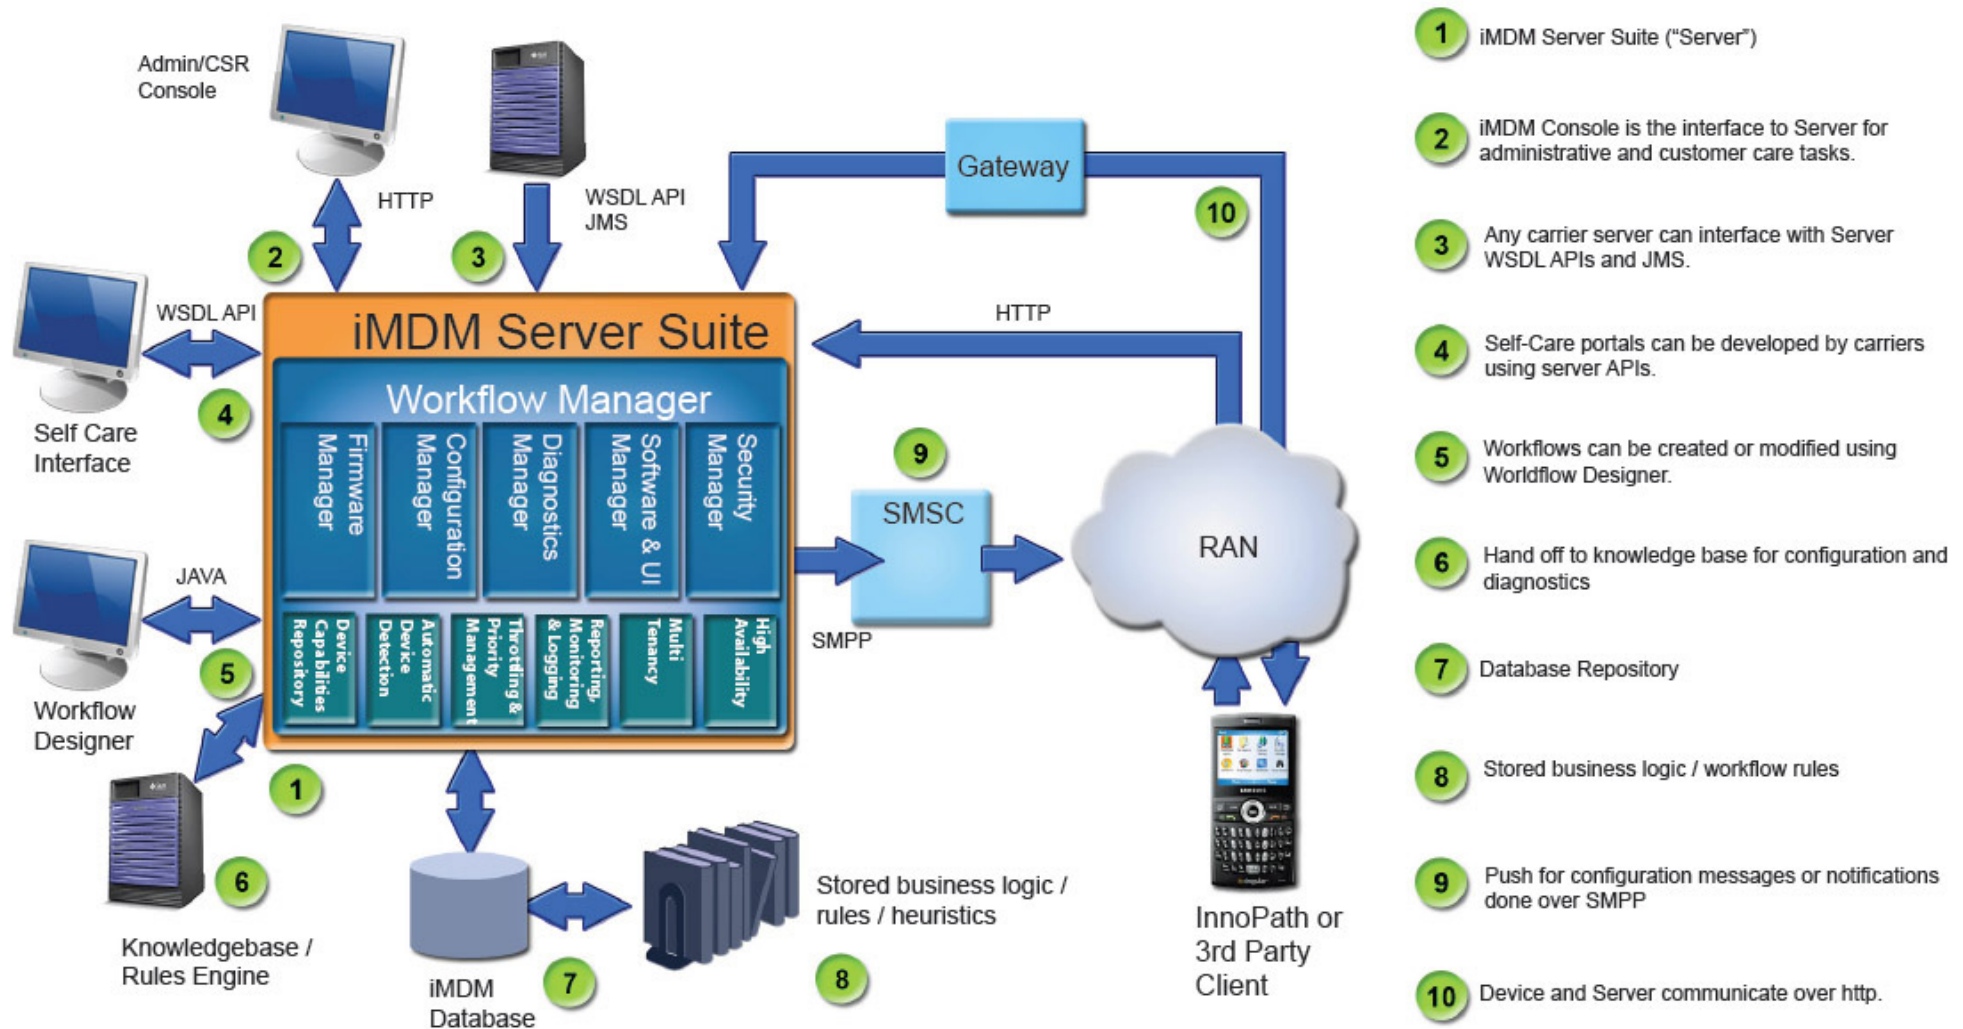 Admin/CSR
Console
HTTP
2
WSDL API
JMS
3
Gateway
10
WSDL API
4
Self Care
Interface
iMDM Server Suite
Workflow Manager
Firmware
Manager
Configuration
Manager
Diagnostics
Manager
Software & UI
Manager
Security
Manager
Device
Capabilities
Repository
Automatic
Device
Detection
Throttling &
Priority
Management
Reporting,
Monitoring
& Logging
Multi
Tenancy
High
Availability
HTTP
9
SMSC
SMPP
RAN
JAVA
5
Workflow
Designer
1
6
Knowledgebase /
Rules Engine
iMDM
Database
7
Stored business logic /
rules / heuristics
8
InnoPath or
3rd Party
Client
1 iMDM Server Suite (“Server”)
2 iMDM Console is the interface to Server for
administrative and customer care tasks.
3 Any carrier server can interface with Server
WSDL APIs and JMS.
4 Self-Care portals can be developed by carriers
using server APIs.
5 Workflows can be created or modified using
Worldflow Designer.
6 Hand off to knowledge base for configuration and
diagnostics
7 Database Repository
8 Stored business logic / workflow rules
9 Push for configuration messages or notifications
done over SMPP
10 Device and Server communicate over http.